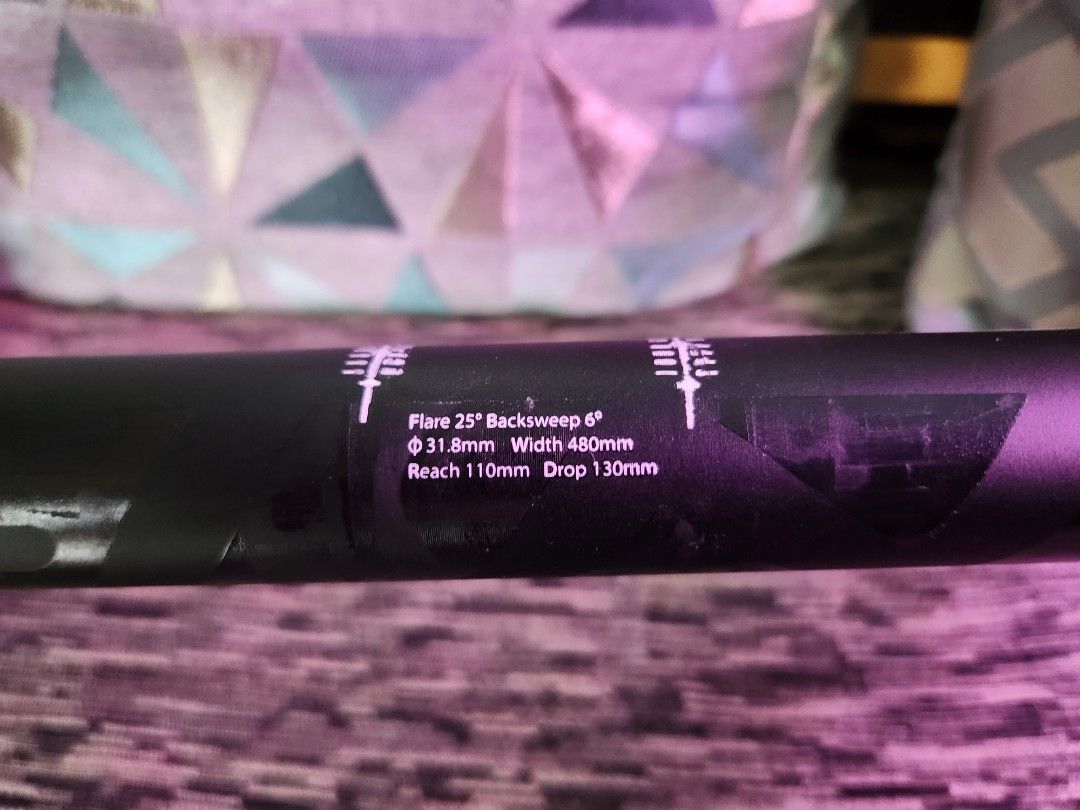 Flare 25° Backsweep 6°
Φ 31.8mm Width 480mm
Reach 110mm Drop 130mm